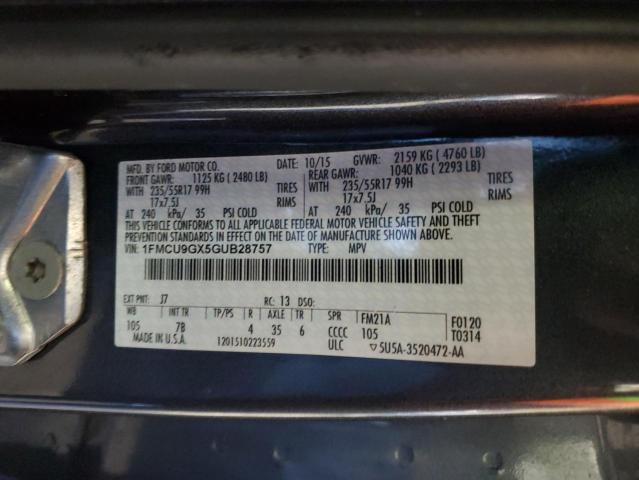 MFD. BY FORD MOTOR CO. 10/15 GVWR: 2159 KG ( 4760 LB)
FRONT GAWR: 1125 KG ( 2480 LB) REAR GAWR: 1040 KG ( 2293 LB)
WITH 235/55R17 99H TIRES WITH 235/55R17 99H TIRES
17x7.5J RIMS 17x7.5J RIMS
AT 240 kPa/ 35 PSI COLD AT 240 kPa/ 35 PSI COLD
THIS VEHICLE CONFORMS TO ALL APPLICABLE FEDERAL MOTOR VEHICLE SAFETY AND THEFT
PREVENTION STANDARDS IN EFFECT ON THE DATE OF MANUFACTURE SHOWN ABOVE.
VIN: 1FMCU9GX5GUB28757 TYPE: MPV
EXT PNT: J7 RC: 13 DSO:
WB INT TR TP/PS R AXLE TR SPR FM21A F0120
105 7B 4 35 6 CCCC 105 T0314
MADE IN U.S.A. 1201510223559 ULC ▽5U5A-3520472-AA